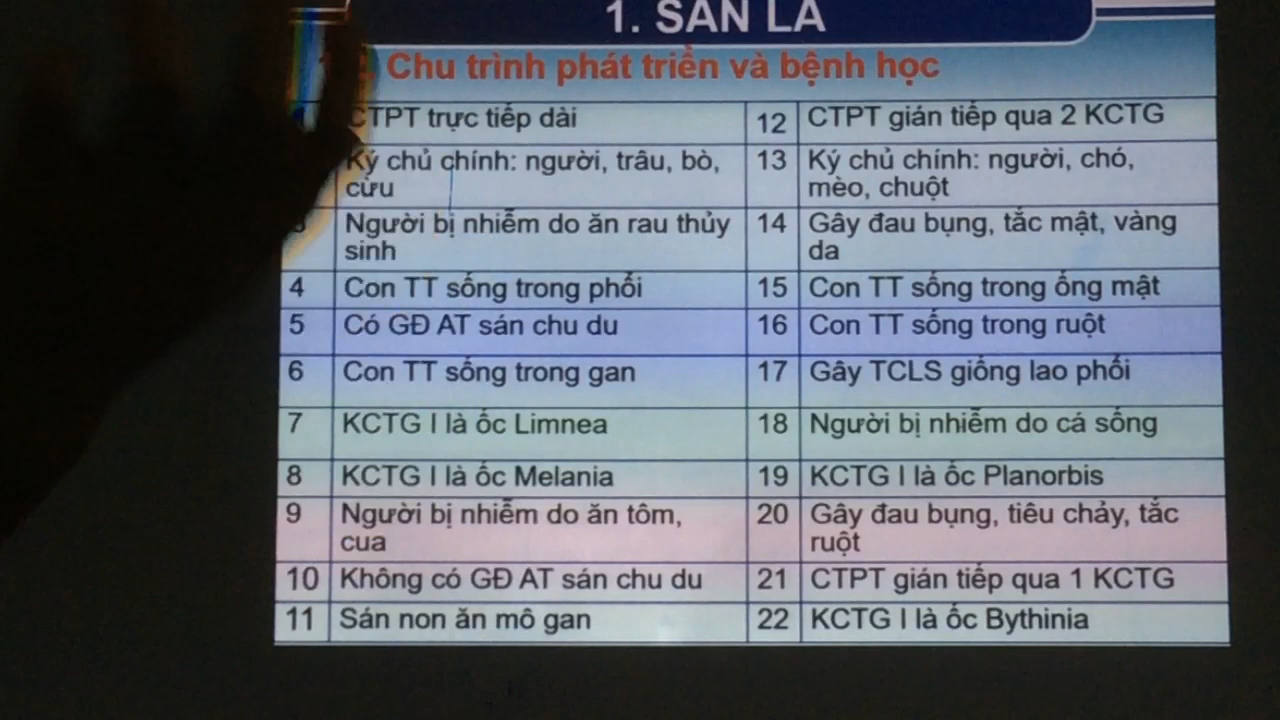 1. SÁN LÁ
Chu trình phát triển và bệnh học
CTPT trực tiếp dài
12 CTPT gián tiếp qua 2 KCTG
Ký chủ chính: người, trâu, bò,
cừu
13 Ký chủ chính: người, chó,
mèo, chuột
3 Người bị nhiễm do ăn rau thủy
sinh
14 Gây đau bụng, tắc mật, vàng
da
4 Con TT sống trong phổi
15 Con TT sống trong ống mật
5 Có GĐ AT sán chu du
16 Con TT sống trong ruột
6 Con TT sống trong gan
17 Gây TCLS giống lao phổi
7 KCTG I là ốc Limnea
18 Người bị nhiễm do cá sống
8 KCTG I là ốc Melania
19 KCTG I là ốc Planorbis
9 Người bị nhiễm do ăn tôm,
cua
20 Gây đau bụng, tiêu chảy, tắc
ruột
10 Không có GĐ AT sán chu du
21 CTPT gián tiếp qua 1 KCTG
11 Sán non ăn mô gan
22 KCTG I là ốc Bythinia